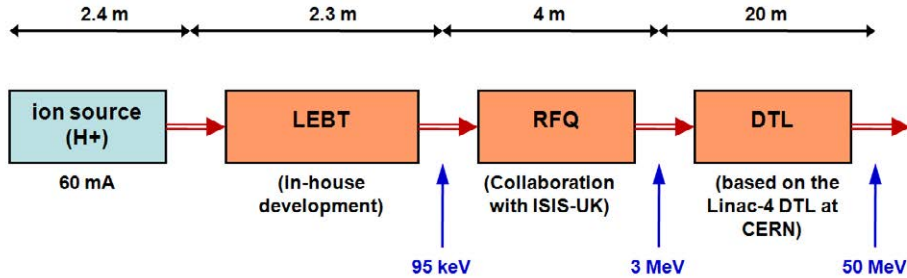 2.4 m
2.3 m
4 m
20 m
ion source
(H+)
LEBT
RFQ
DTL
60 mA
(In-house
development)
(Collaboration
with ISIS-UK)
(based on the
Linac-4 DTL at
CERN)
95 keV
3 MeV
50 MeV